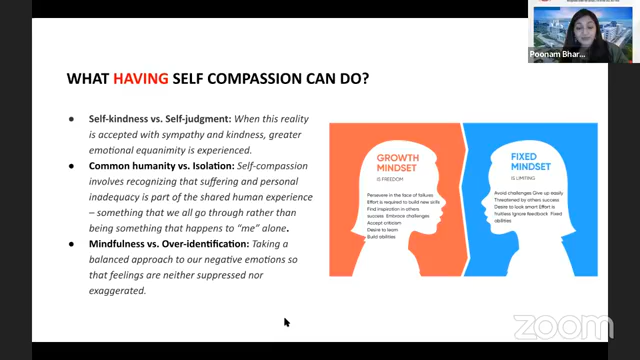 Poonam Bhar...
WHAT HAVING SELF COMPASSION CAN DO?
● Self-kindness vs. Self-judgment: When this reality
is accepted with sympathy and kindness, greater
emotional equanimity is experienced.
● Common humanity vs. Isolation: Self-compassion
involves recognizing that suffering and personal
inadequacy is part of the shared human experience
– something that we all go through rather than
being something that happens to “me” alone.
● Mindfulness vs. Over-identification: Taking a
balanced approach to our negative emotions so
that feelings are neither suppressed nor
exaggerated.
GROWTH
MINDSET
IS FREEDOM
Persevere in the face of failures
Effort is required to build new skills
Find inspiration in others
success Embrace challenges
Accept criticism
Desire to learn
Build abilities
FIXED
MINDSET
IS LIMITING
Avoid challenges Give up easily
Threatened by others success
Desire to look smart Effort is
fruitless Ignore feedback Fixed
abilities
zoom